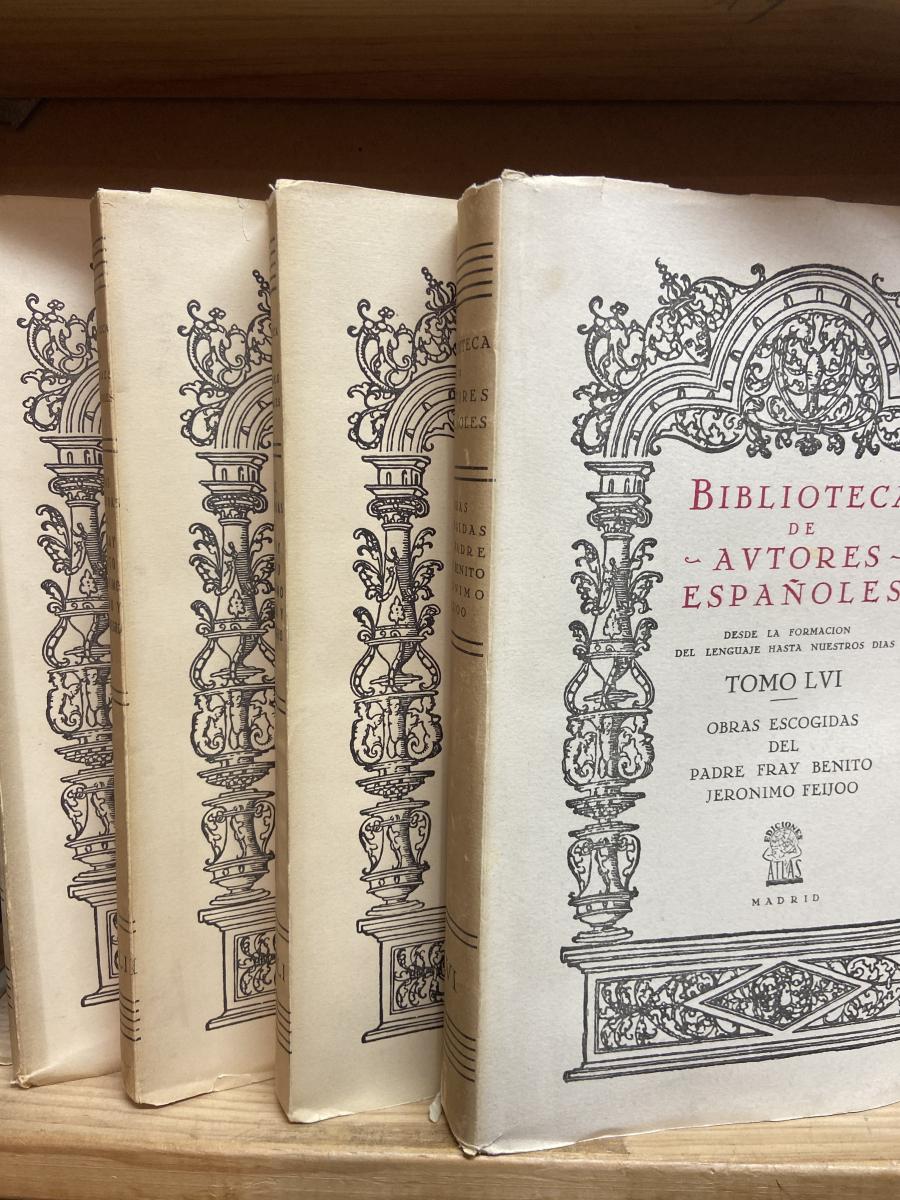 BIBLIOTECA
DE
~ AVTORES ~
ESPAÑOLES
DESDE LA FORMACION
DEL LENGUAJE HASTA NUESTROS DIAS
TOMO LVI
OBRAS ESCOGIDAS
DEL
PADRE FRAY BENITO
JERONIMO FEIJOO
EDICIONES
ATLAS
MADRID